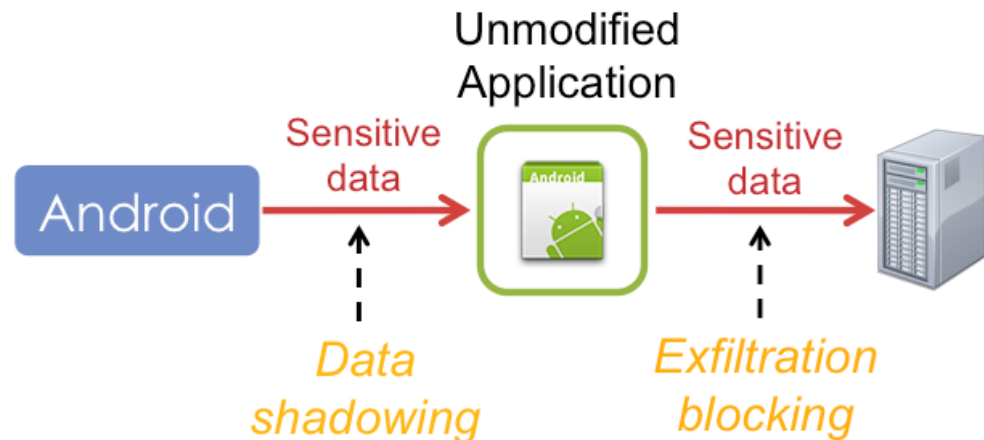 Unmodified
Application
Sensitive
data
Sensitive
data
Android
Android
Data
shadowing
Exfiltration
blocking